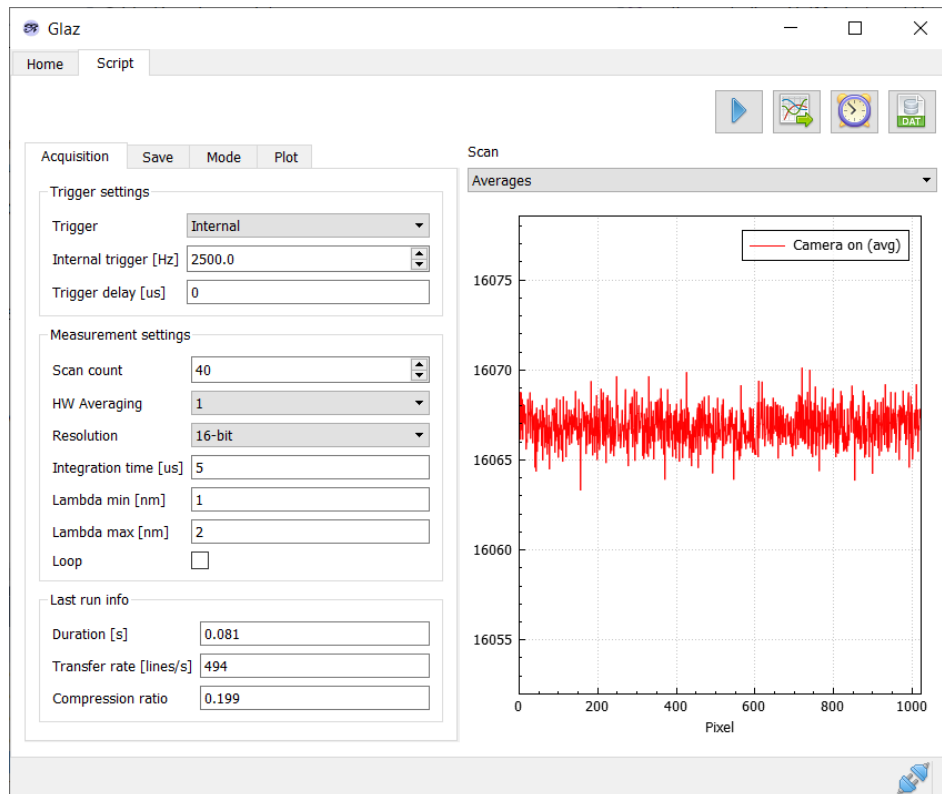 Glaz
Home Script
DAT
Acquisition Save Mode Plot
Trigger settings
Trigger Internal
Internal trigger [Hz] 2500.0
Trigger delay [us] 0
Measurement settings
Scan count 40
HW Averaging 1
Resolution 16-bit
Integration time [us] 5
Lambda min [nm] 1
Lambda max [nm] 2
Loop
Last run info
Duration [s] 0.081
Transfer rate [lines/s] 494
Compression ratio 0.199
Scan
Averages
Camera on (avg)
16075
16070
16065
16060
16055
0 200 400 600 800 1000
Pixel